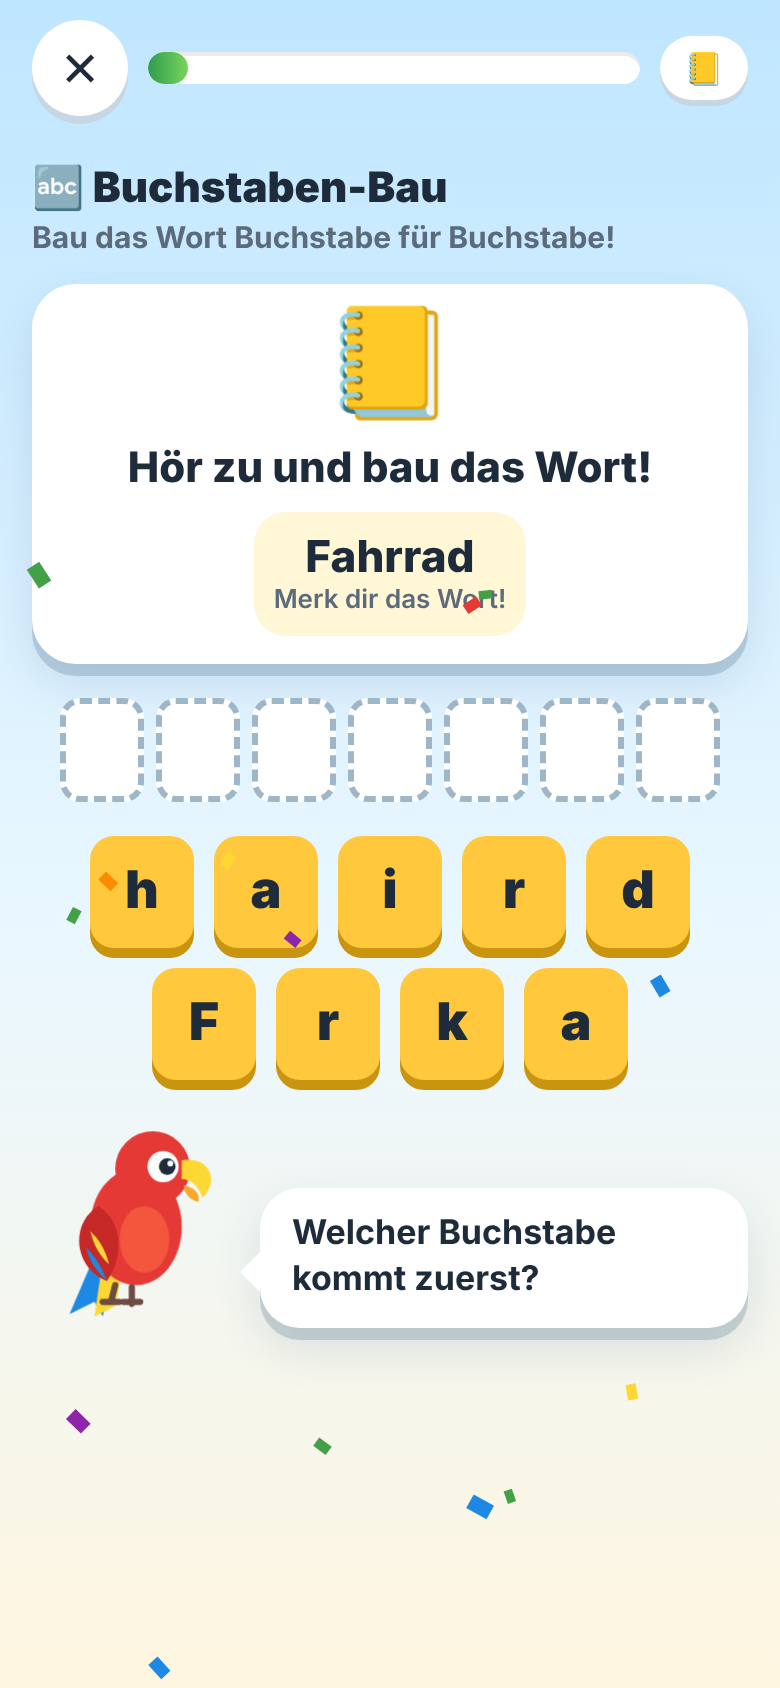 abc Buchstaben-Bau
Bau das Wort Buchstabe für Buchstabe!
Hör zu und bau das Wort!
Fahrrad
Merk dir das Wort!
h a i r d
F r k a
Welcher Buchstabe
kommt zuerst?